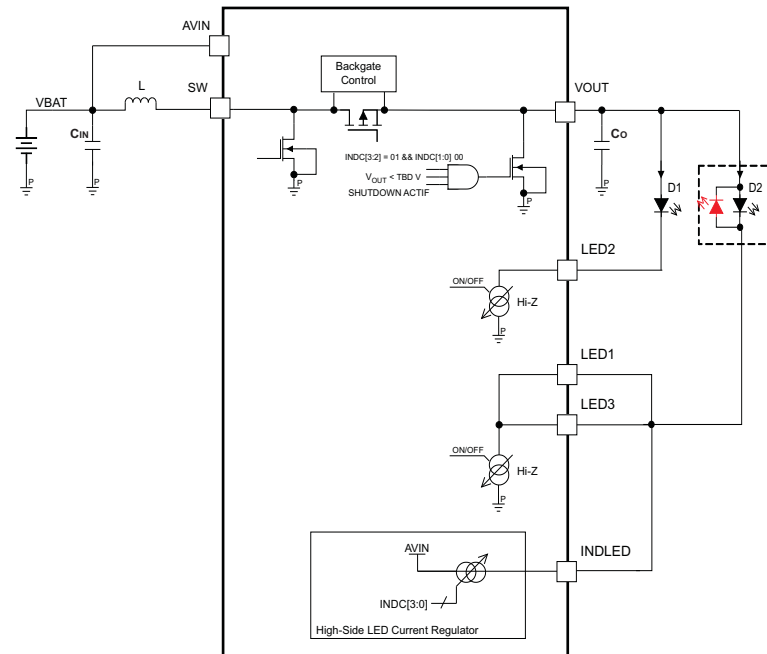 AVIN
L
SW
VBAT
CIN
P
P
Backgate
Control
VOUT
CO
P
P
INDC[3:2] = 01 && INDC[1:0] 00
VOUT < TBD V
SHUTDOWN ACTIF
P
P
D1
D2
LED2
ON/OFF
Hi-Z
P
LED1
LED3
ON/OFF
Hi-Z
P
INDLED
AVIN
INDC[3:0]
High-Side LED Current Regulator